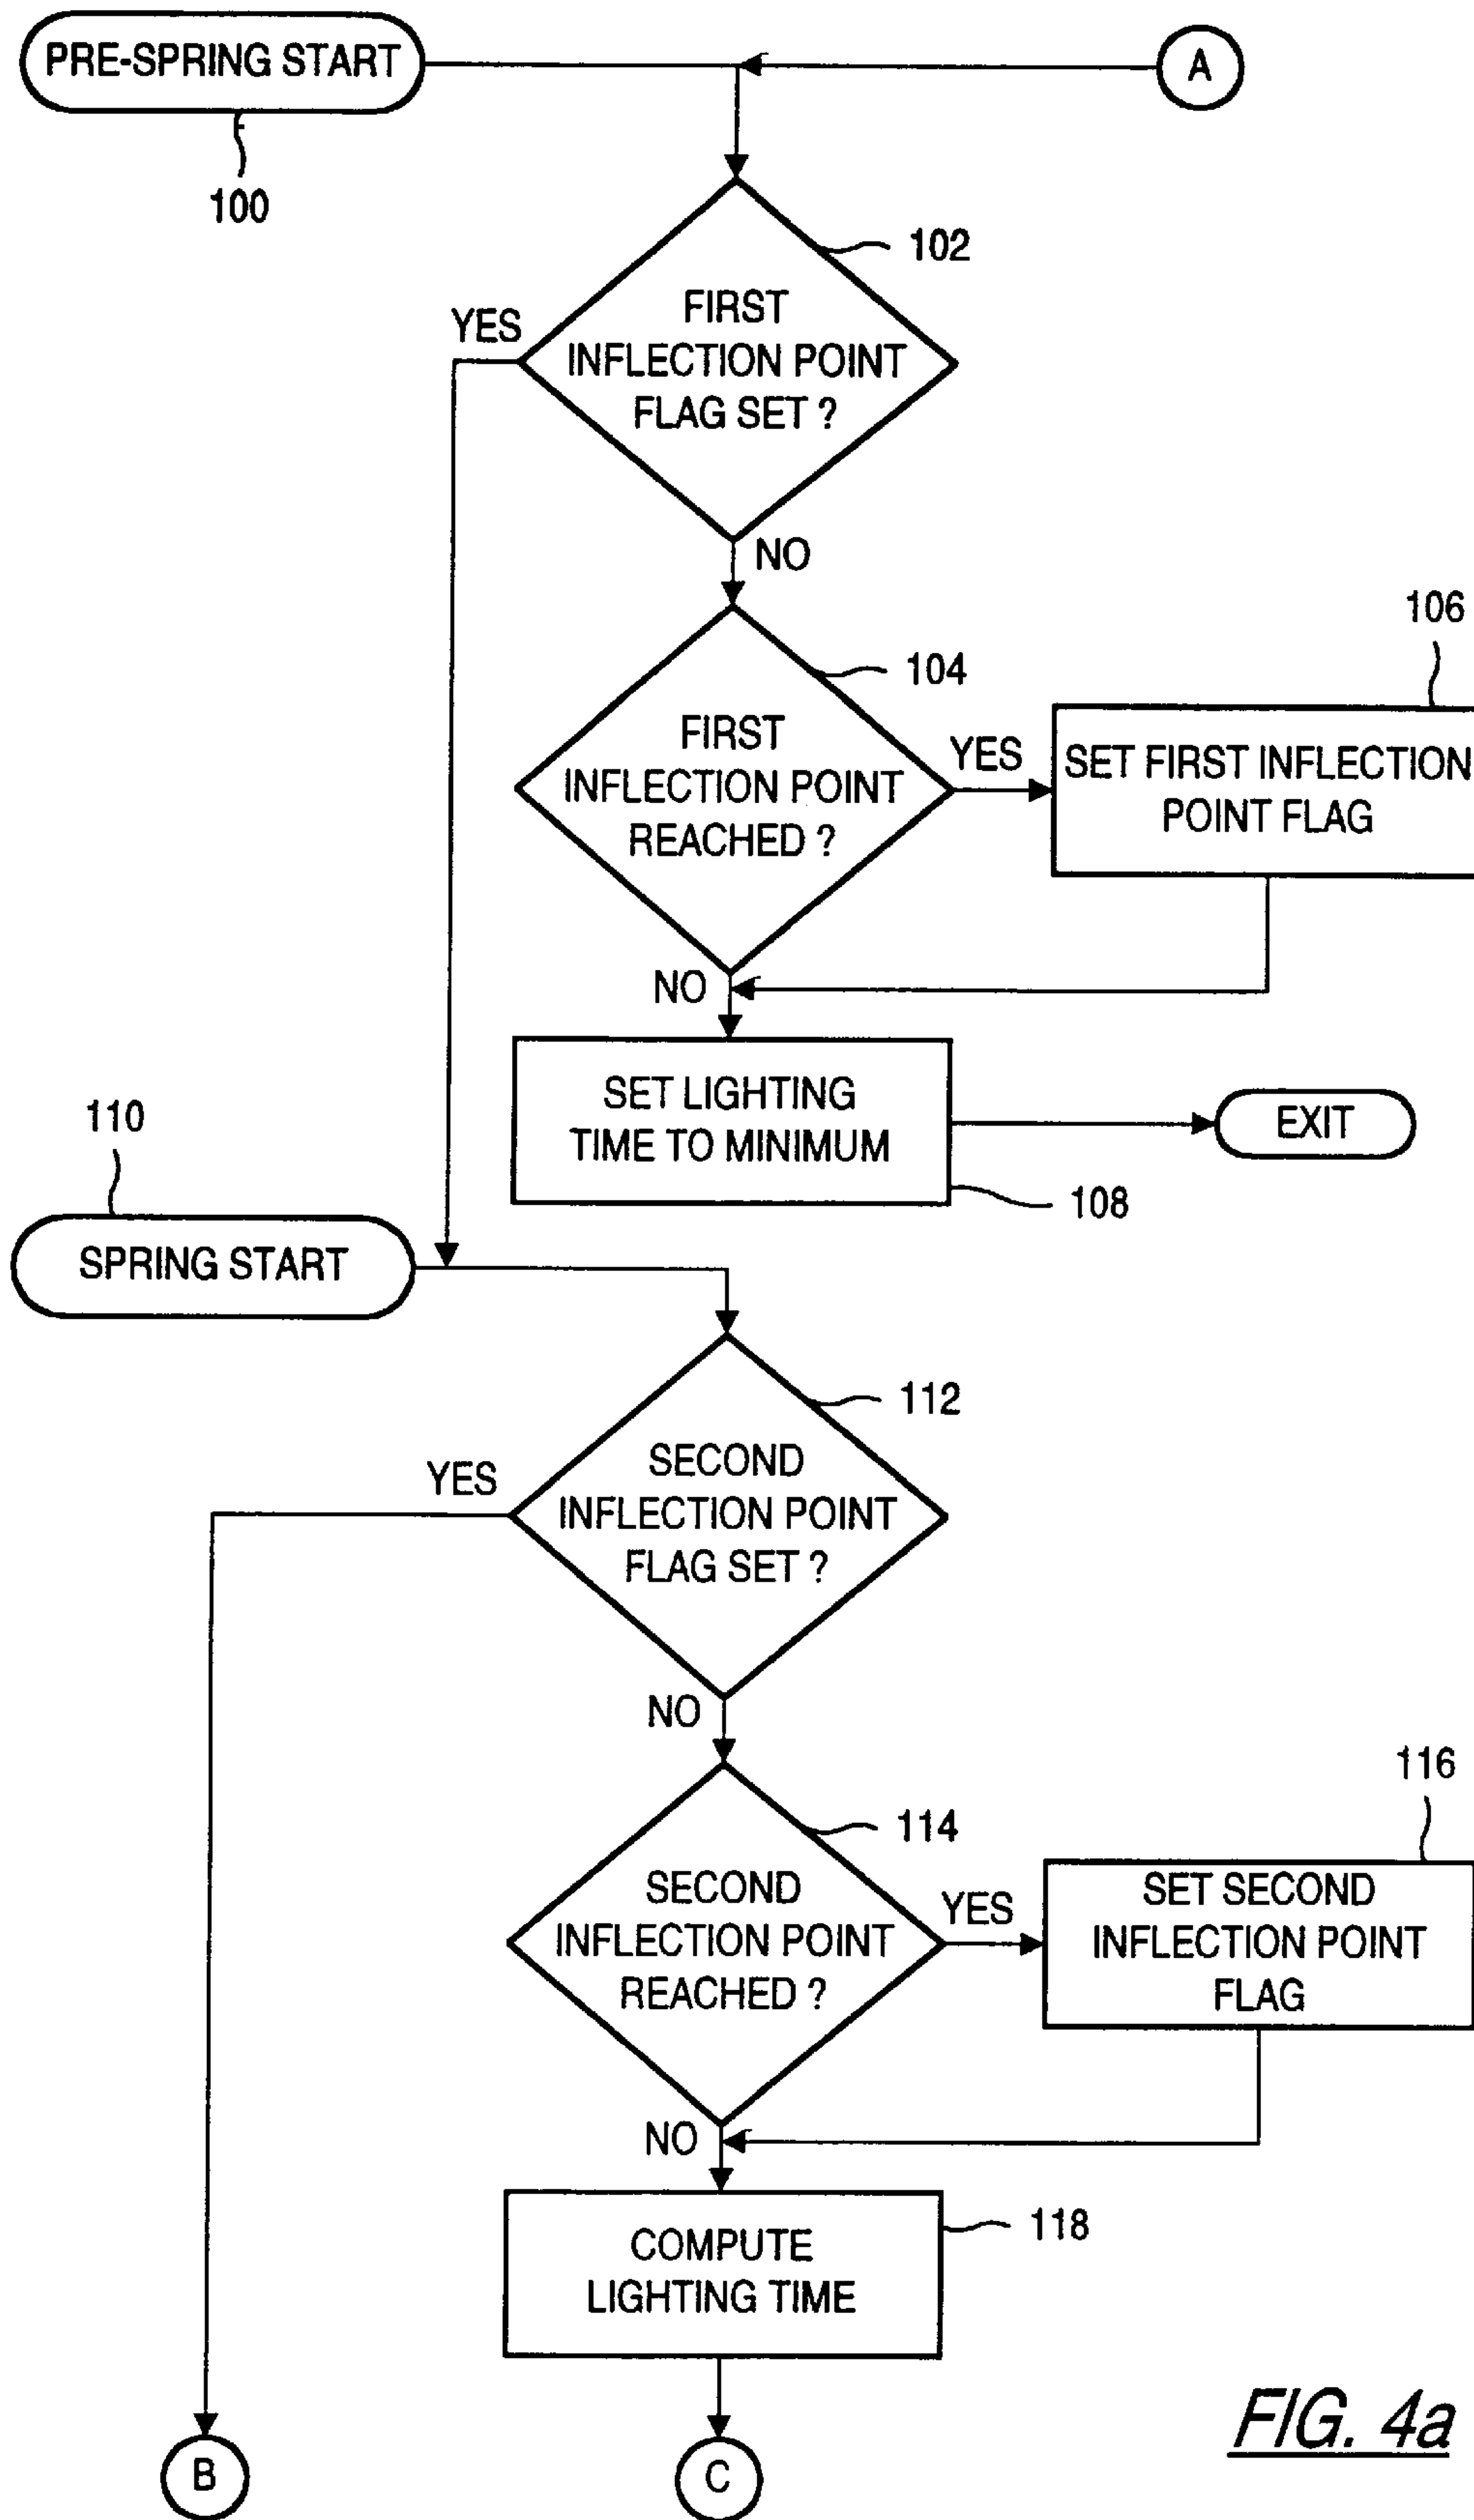 PRE-SPRING START
A
100
102
YES
FIRST
INFLECTION POINT
FLAG SET ?
NO
106
104
FIRST
INFLECTION POINT
REACHED ?
YES
SET FIRST INFLECTION
POINT FLAG
NO
SET LIGHTING
TIME TO MINIMUM
EXIT
108
110
SPRING START
112
YES
SECOND
INFLECTION POINT
FLAG SET ?
NO
116
114
SECOND
INFLECTION POINT
REACHED ?
YES
SET SECOND
INFLECTION POINT
FLAG
NO
118
COMPUTE
LIGHTING TIME
B
C
FIG. 4a